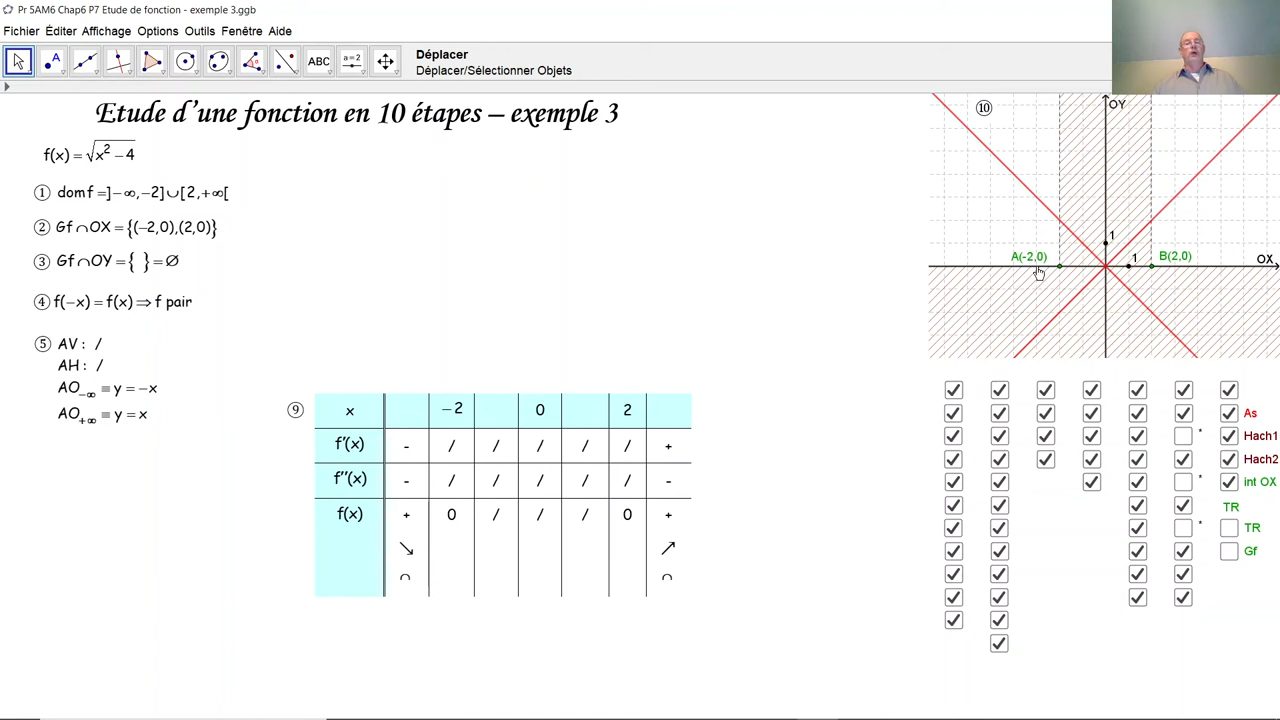 Pr 5AM6 Chap6 P7 Etude de fonction - exemple 3.ggb
Fichier Éditer Affichage Options Outils Fenêtre Aide
A ABC a=2 Déplacer
Déplacer/Sélectionner Objets
Etude d'une fonction en 10 étapes – exemple 3
f(x) = √(x² – 4)
① dom f = ]–∞, –2] ∪ [2, +∞[
② Gf ∩ OX = {(–2,0),(2,0)}
③ Gf ∩ OY = { } = ∅
④ f(–x) = f(x) ⇒ f pair
⑤ AV : /
AH : /
AO–∞ ≡ y = –x
AO+∞ ≡ y = x
⑨ x –2 0 2
f'(x) - / / / / / +
f''(x) - / / / / / -
f(x) + 0 / / / 0 +
↘ ↗
∩ ∩
⑩ OY
1
A(-2,0) 1 B(2,0) OX
As
* Hach1
Hach2
* int OX
TR
* TR
Gf